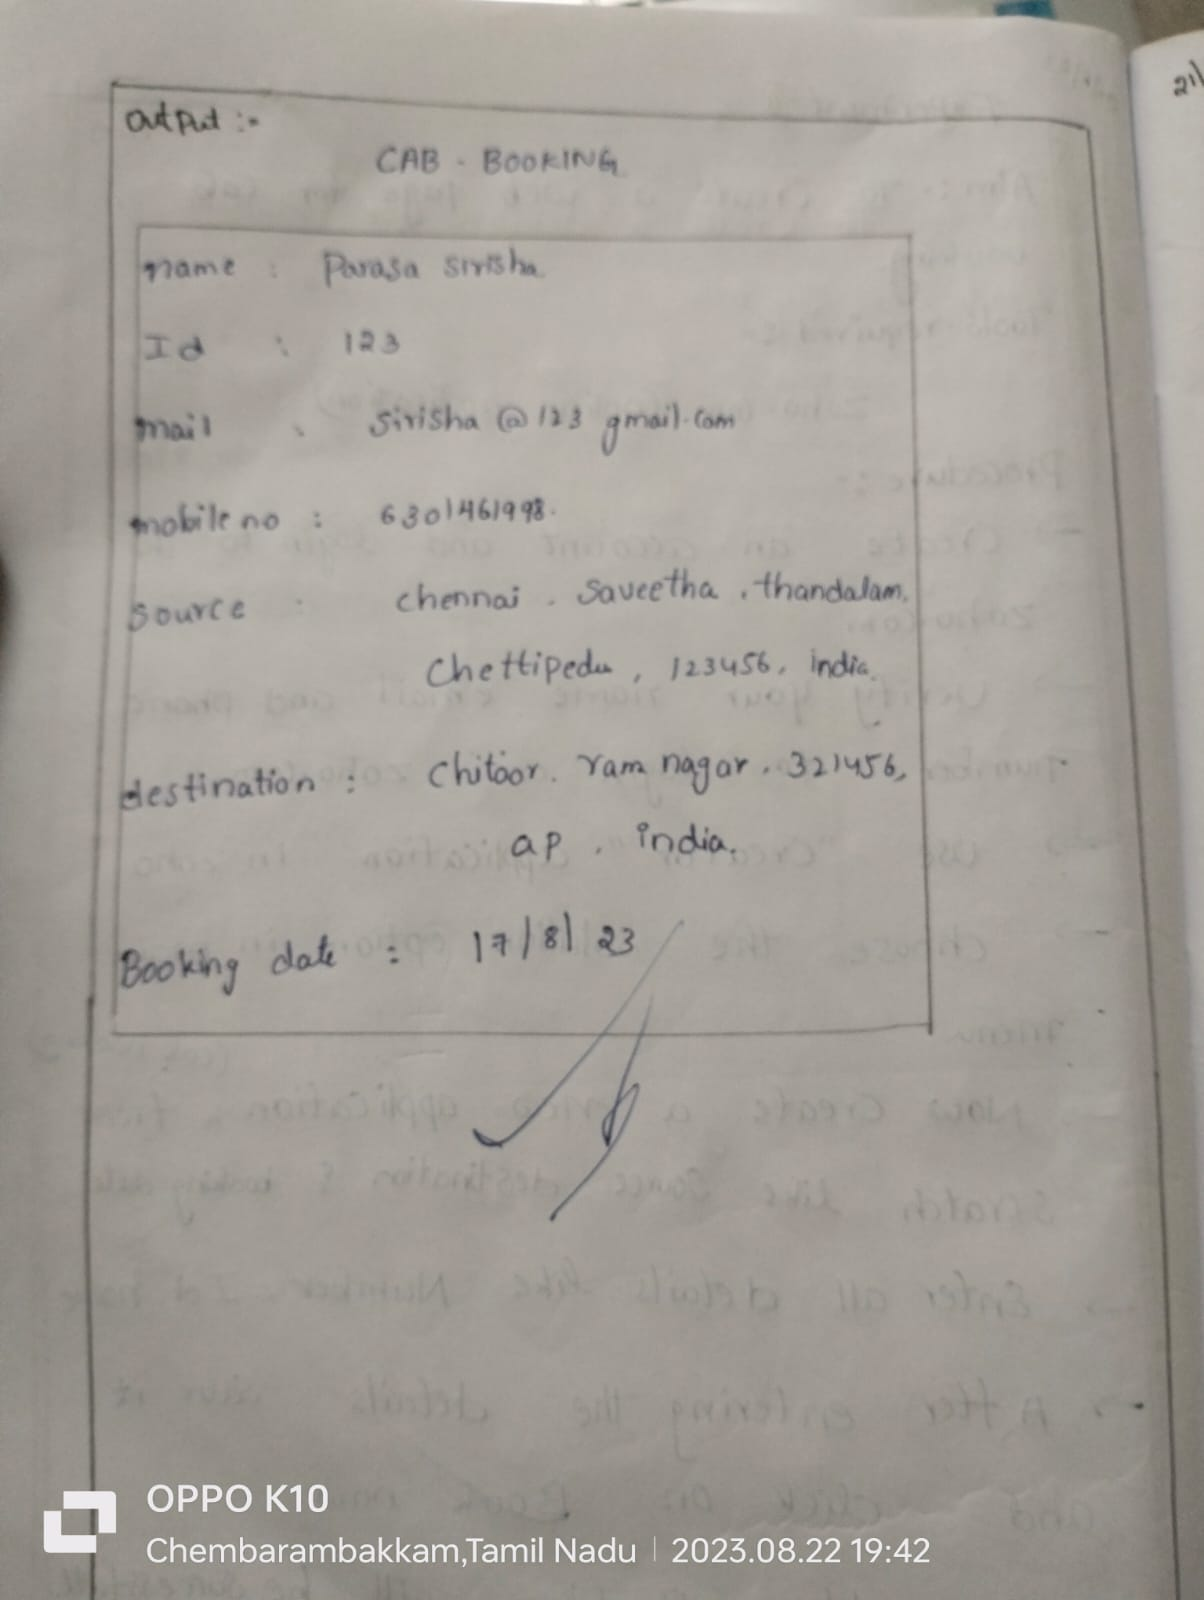 output :-
CAB - BOOKING
name : Parasa sirisha
Id : 123
mail : sirisha @ 123 gmail.com
mobile no : 6301461998.
source : chennai . saveetha , thandalam,
chettipedu , 123456, india,
destination : chitoor. ram nagar, 321456,
ap , india.
Booking date : 17/8/ 23
21
OPPO K10
Chembarambakkam,Tamil Nadu | 2023.08.22 19:42